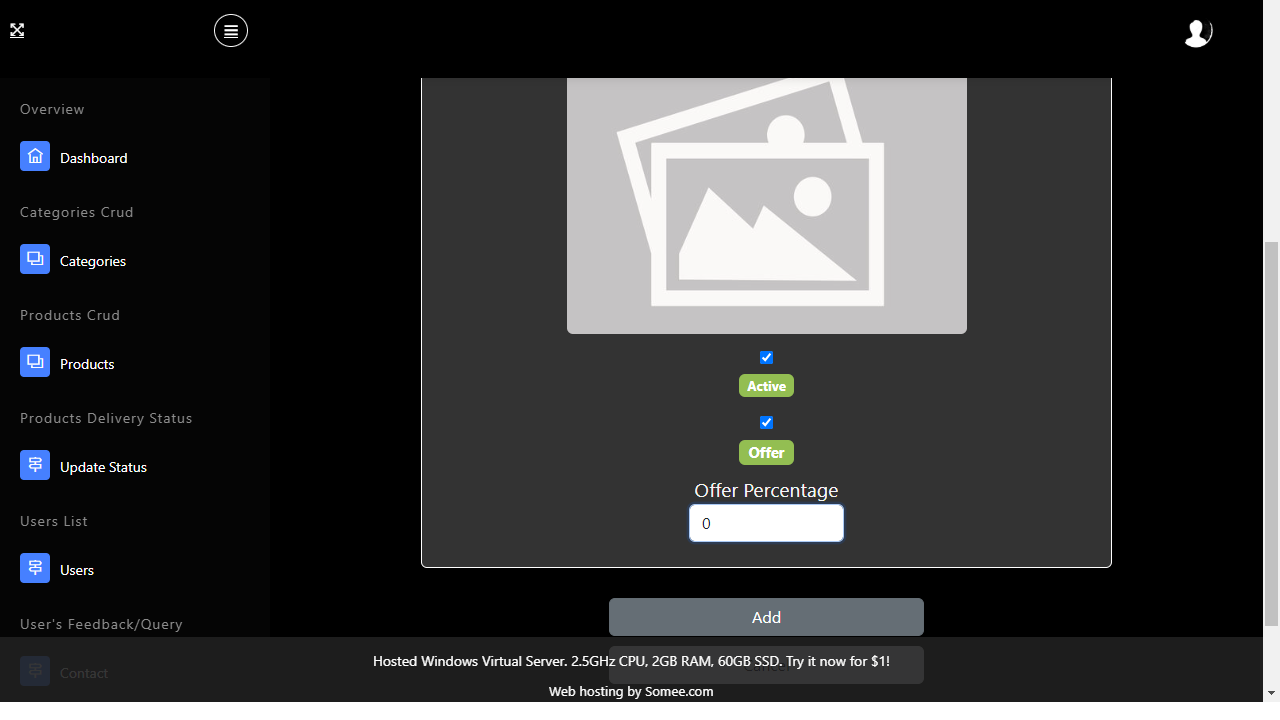 Overview
Dashboard
Categories Crud
Categories
Products Crud
Products
Products Delivery Status
Update Status
Users List
Users
User's Feedback/Query
Contact
Active
Offer
Offer Percentage
0
Add
Hosted Windows Virtual Server. 2.5GHz CPU, 2GB RAM, 60GB SSD. Try it now for $1!
Web hosting by Somee.com